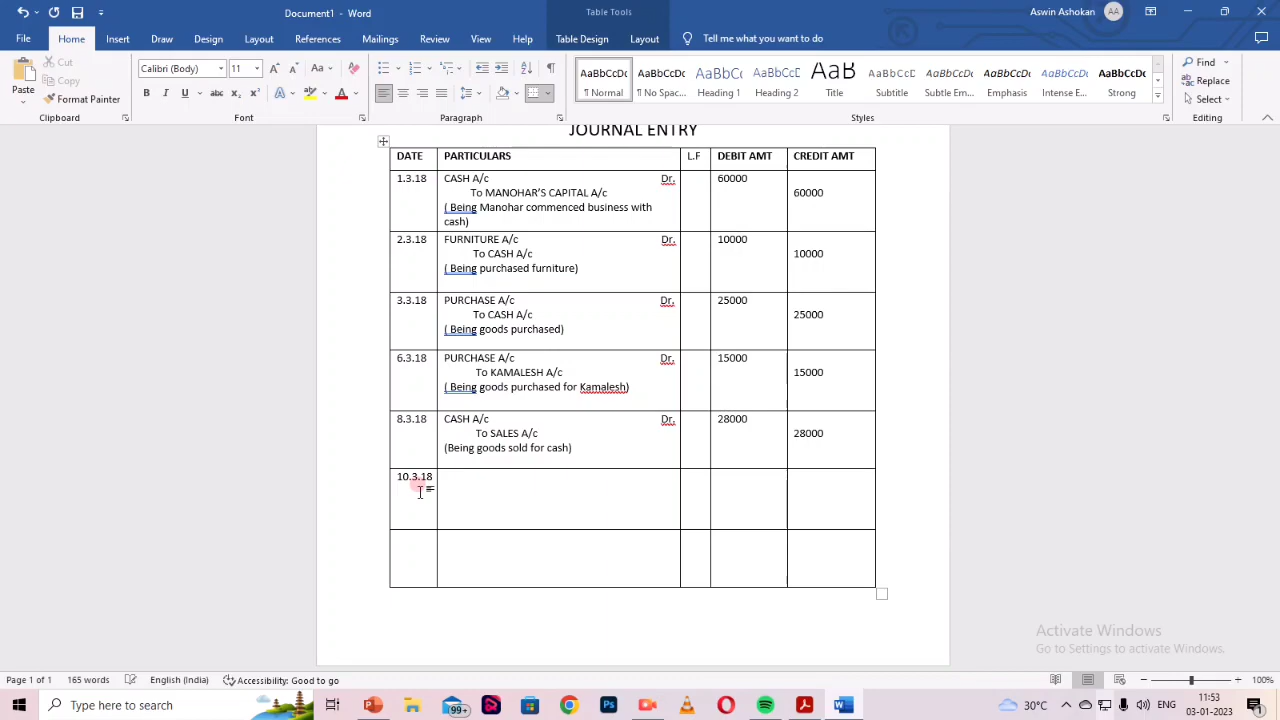 Document1 - Word
Table Tools
Aswin Ashokan
AA
File Home Insert Draw Design Layout References Mailings Review View Help Table Design Layout Tell me what you want to do
Paste
Cut
Copy
Format Painter
Calibri (Body) 11
Aa
B I U abc x₂ x² A A
AaBbCcDc AaBbCcDc AaBbCc AaBbCcD AaB AaBbCcD AaBbCcDc AaBbCcDc AaBbCcDc AaBbCcDc
¶ Normal ¶ No Spac... Heading 1 Heading 2 Title Subtitle Subtle Em... Emphasis Intense E... Strong
Find
Replace
Select
Clipboard Font Paragraph Styles Editing
JOURNAL ENTRY
DATE PARTICULARS L.F DEBIT AMT CREDIT AMT
1.3.18 CASH A/c Dr. 60000
To MANOHAR'S CAPITAL A/c 60000
( Being Manohar commenced business with
cash)
2.3.18 FURNITURE A/c Dr. 10000
To CASH A/c 10000
( Being purchased furniture)
3.3.18 PURCHASE A/c Dr. 25000
To CASH A/c 25000
( Being goods purchased)
6.3.18 PURCHASE A/c Dr. 15000
To KAMALESH A/c 15000
( Being goods purchased for Kamalesh)
8.3.18 CASH A/c Dr. 28000
To SALES A/c 28000
(Being goods sold for cash)
10.3.18
Activate Windows
Go to Settings to activate Windows.
Page 1 of 1 165 words English (India) Accessibility: Good to go 100%
Type here to search
99+
30°C
ENG
11:53
03-01-2023
1